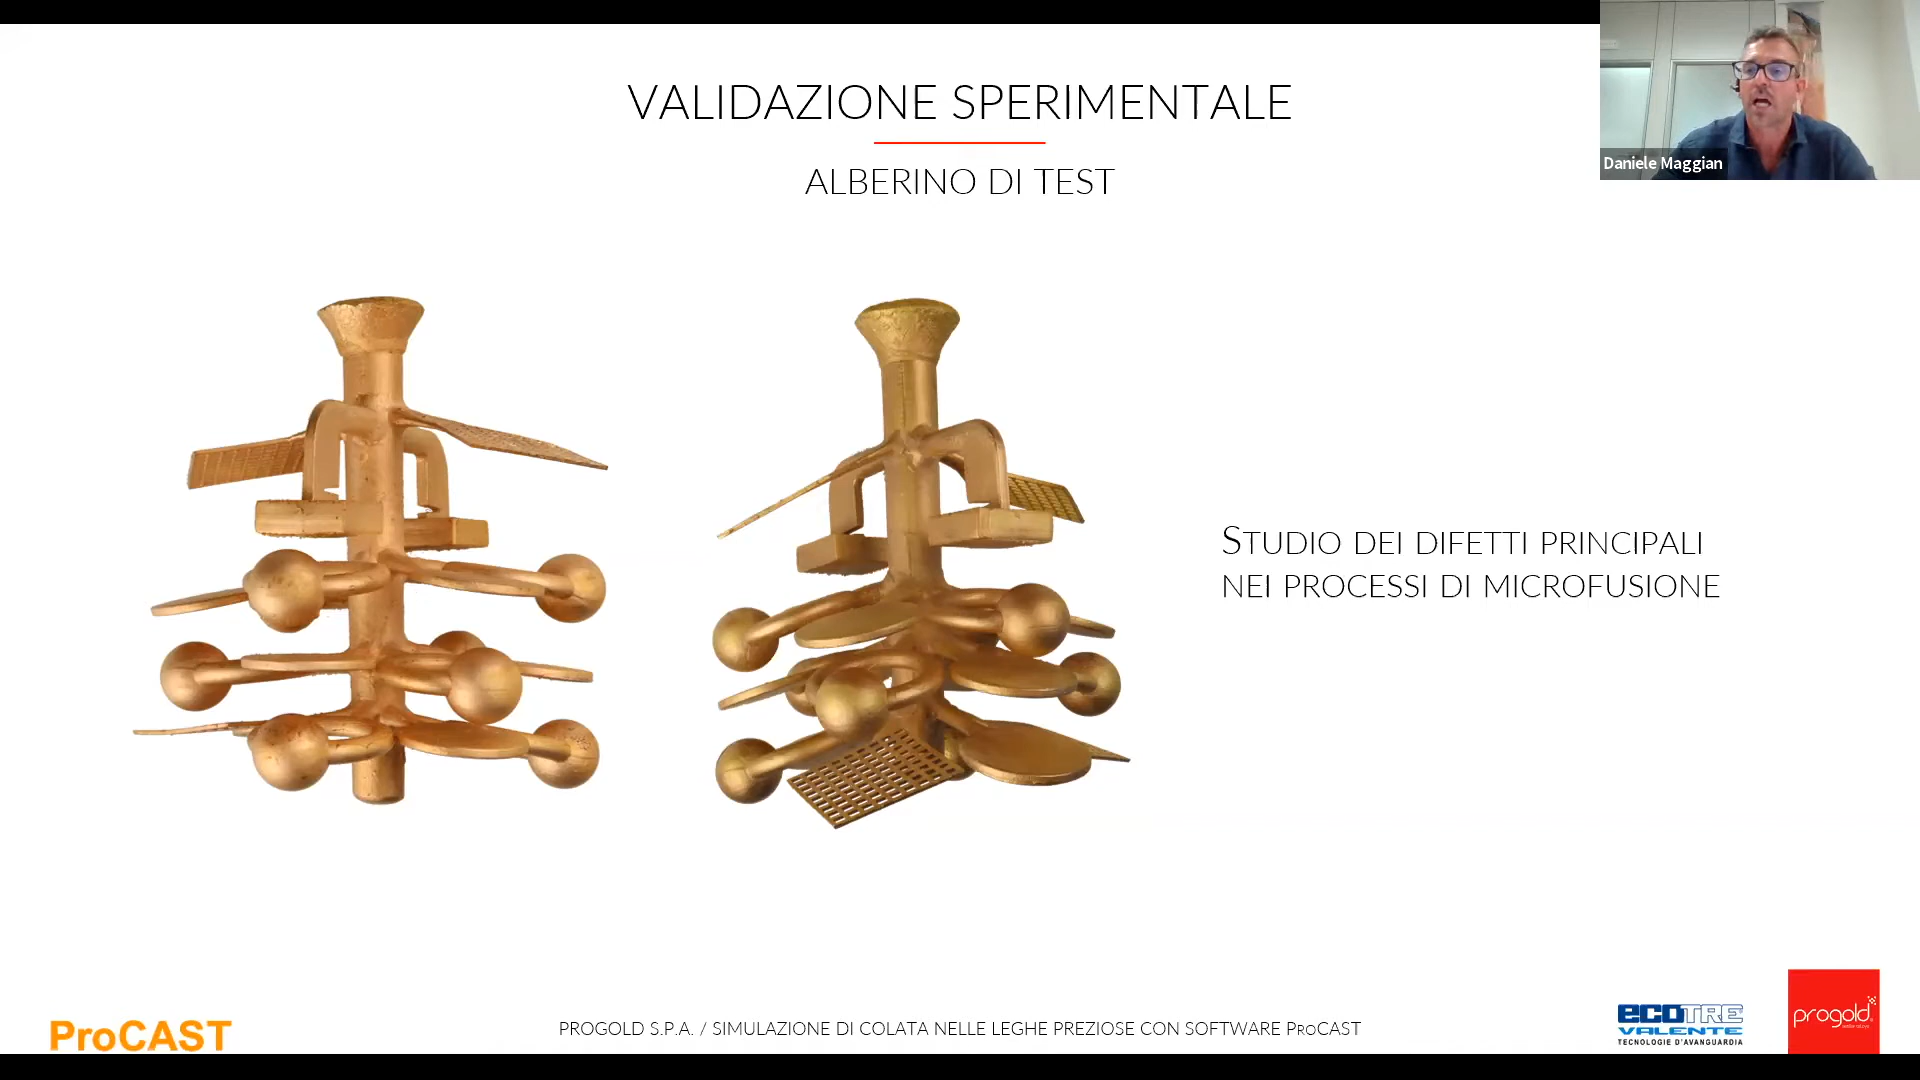 VALIDAZIONE SPERIMENTALE
ALBERINO DI TEST
Daniele Maggian
STUDIO DEI DIFETTI PRINCIPALI
NEI PROCESSI DI MICROFUSIONE
ProCAST
PROGOLD S.P.A. / SIMULAZIONE DI COLATA NELLE LEGHE PREZIOSE CON SOFTWARE PROCAST
ECOTRE
VALENTE
TECNOLOGIE D'AVANGUARDIA
progold